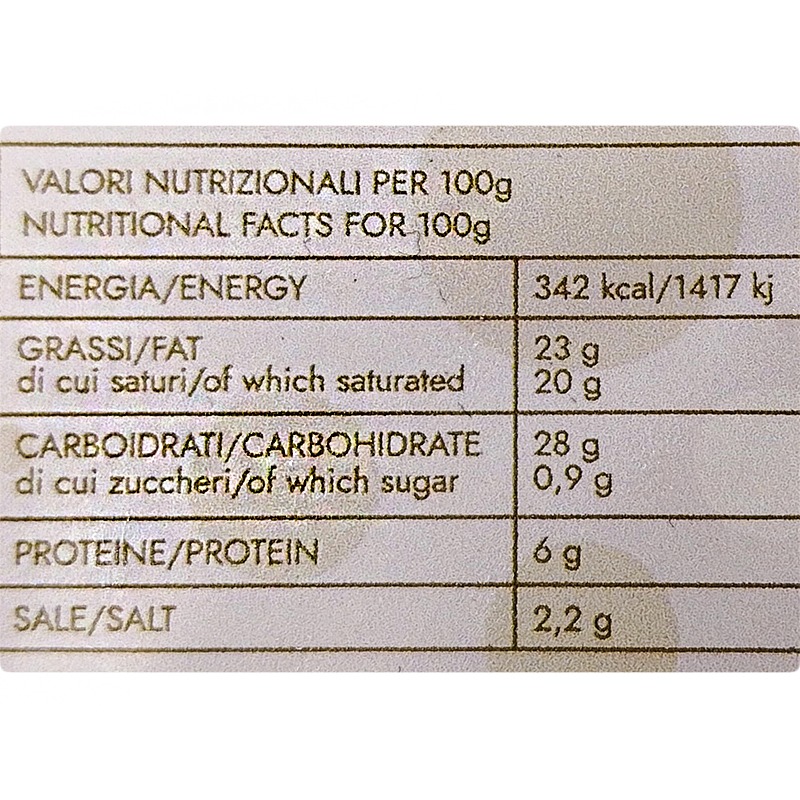 VALORI NUTRIZIONALI PER 100g
NUTRITIONAL FACTS FOR 100g
ENERGIA/ENERGY 342 kcal/1417 kj
GRASSI/FAT 23 g
di cui saturi/of which saturated 20 g
CARBOIDRATI/CARBOHIDRATE 28 g
di cui zuccheri/of which sugar 0,9 g
PROTEINE/PROTEIN 6 g
SALE/SALT 2,2 g